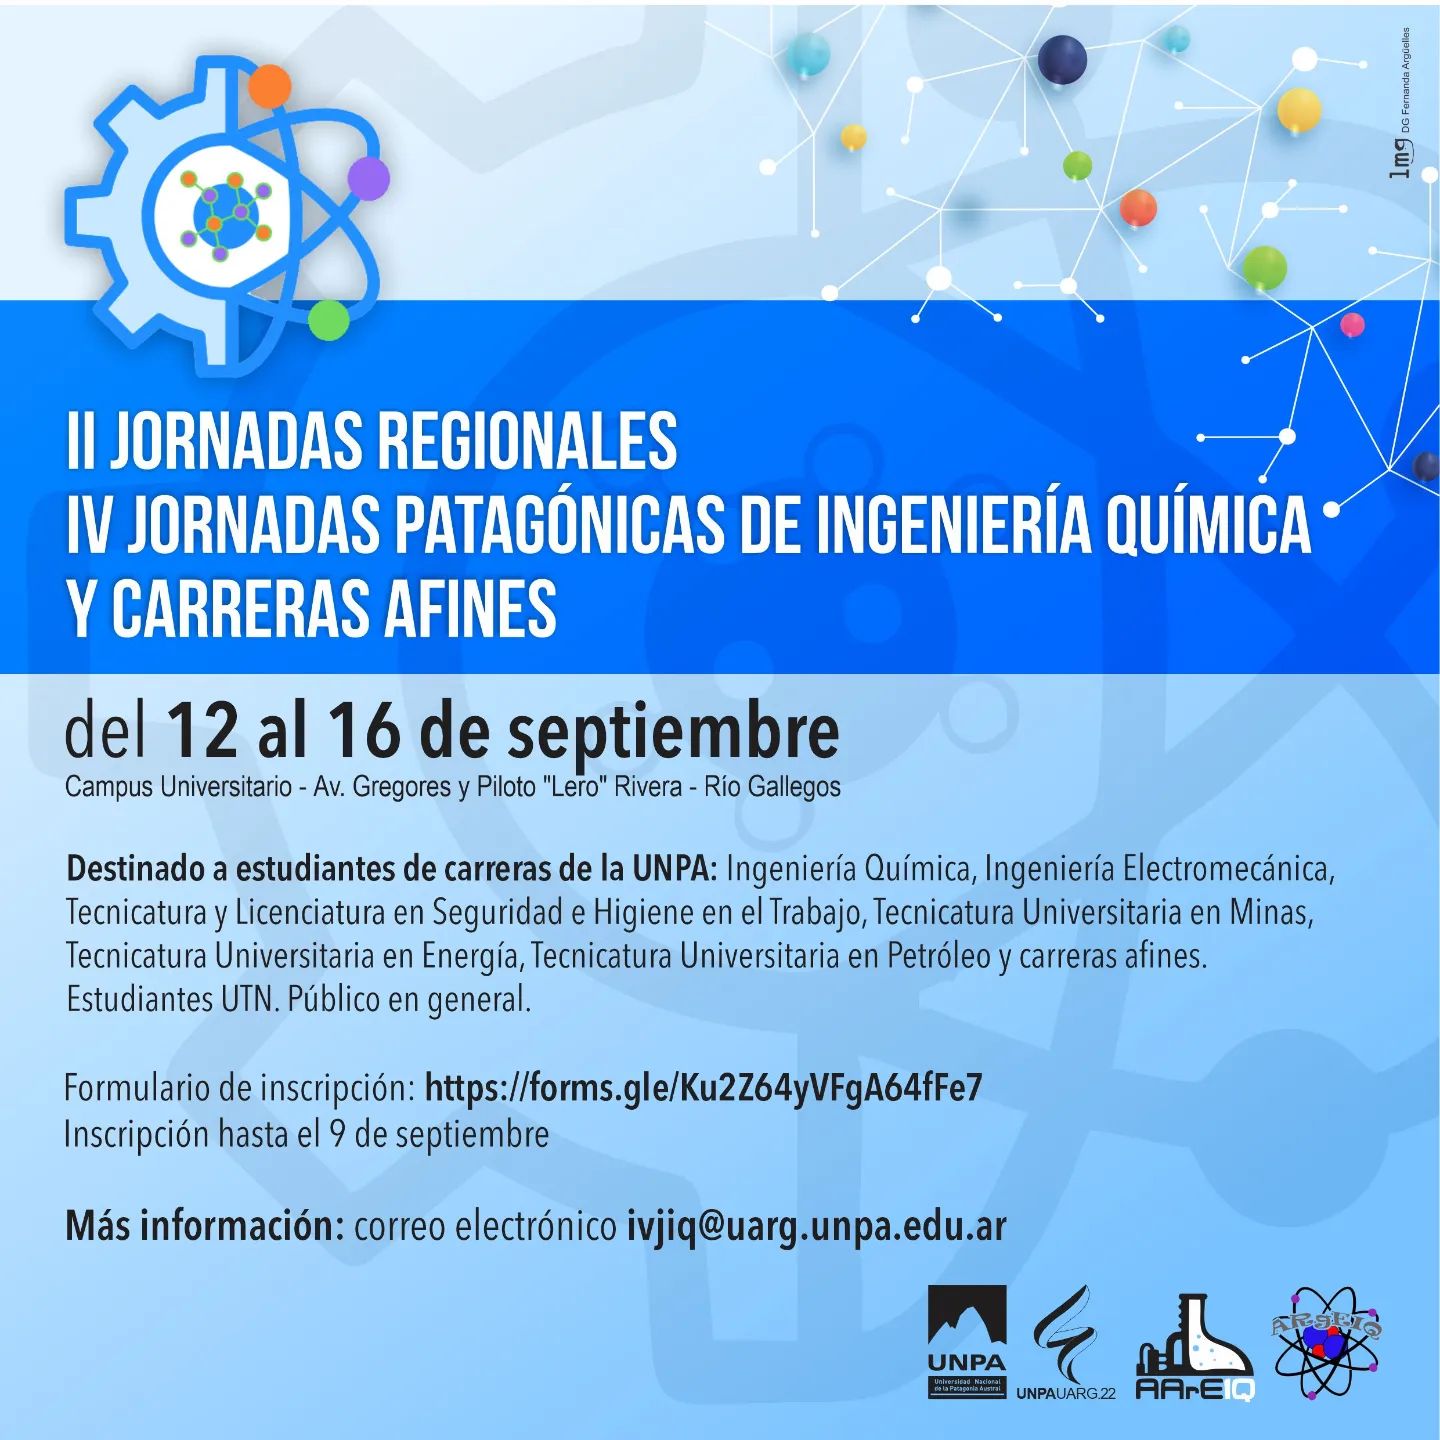 lmg DG Fernanda Argüelles
II JORNADAS REGIONALES
IV JORNADAS PATAGÓNICAS DE INGENIERÍA QUÍMICA
Y CARRERAS AFINES
del 12 al 16 de septiembre
Campus Universitario - Av. Gregores y Piloto "Lero" Rivera - Río Gallegos
Destinado a estudiantes de carreras de la UNPA: Ingeniería Química, Ingeniería Electromecánica,
Tecnicatura y Licenciatura en Seguridad e Higiene en el Trabajo, Tecnicatura Universitaria en Minas,
Tecnicatura Universitaria en Energía, Tecnicatura Universitaria en Petróleo y carreras afines.
Estudiantes UTN. Público en general.
Formulario de inscripción: https://forms.gle/Ku2Z64yVFgA64fFe7
Inscripción hasta el 9 de septiembre
Más información: correo electrónico ivjiq@uarg.unpa.edu.ar
UNPA
Universidad Nacional
de la Patagonia Austral
UNPAUARG.22
AArEIQ
ARgEIQ